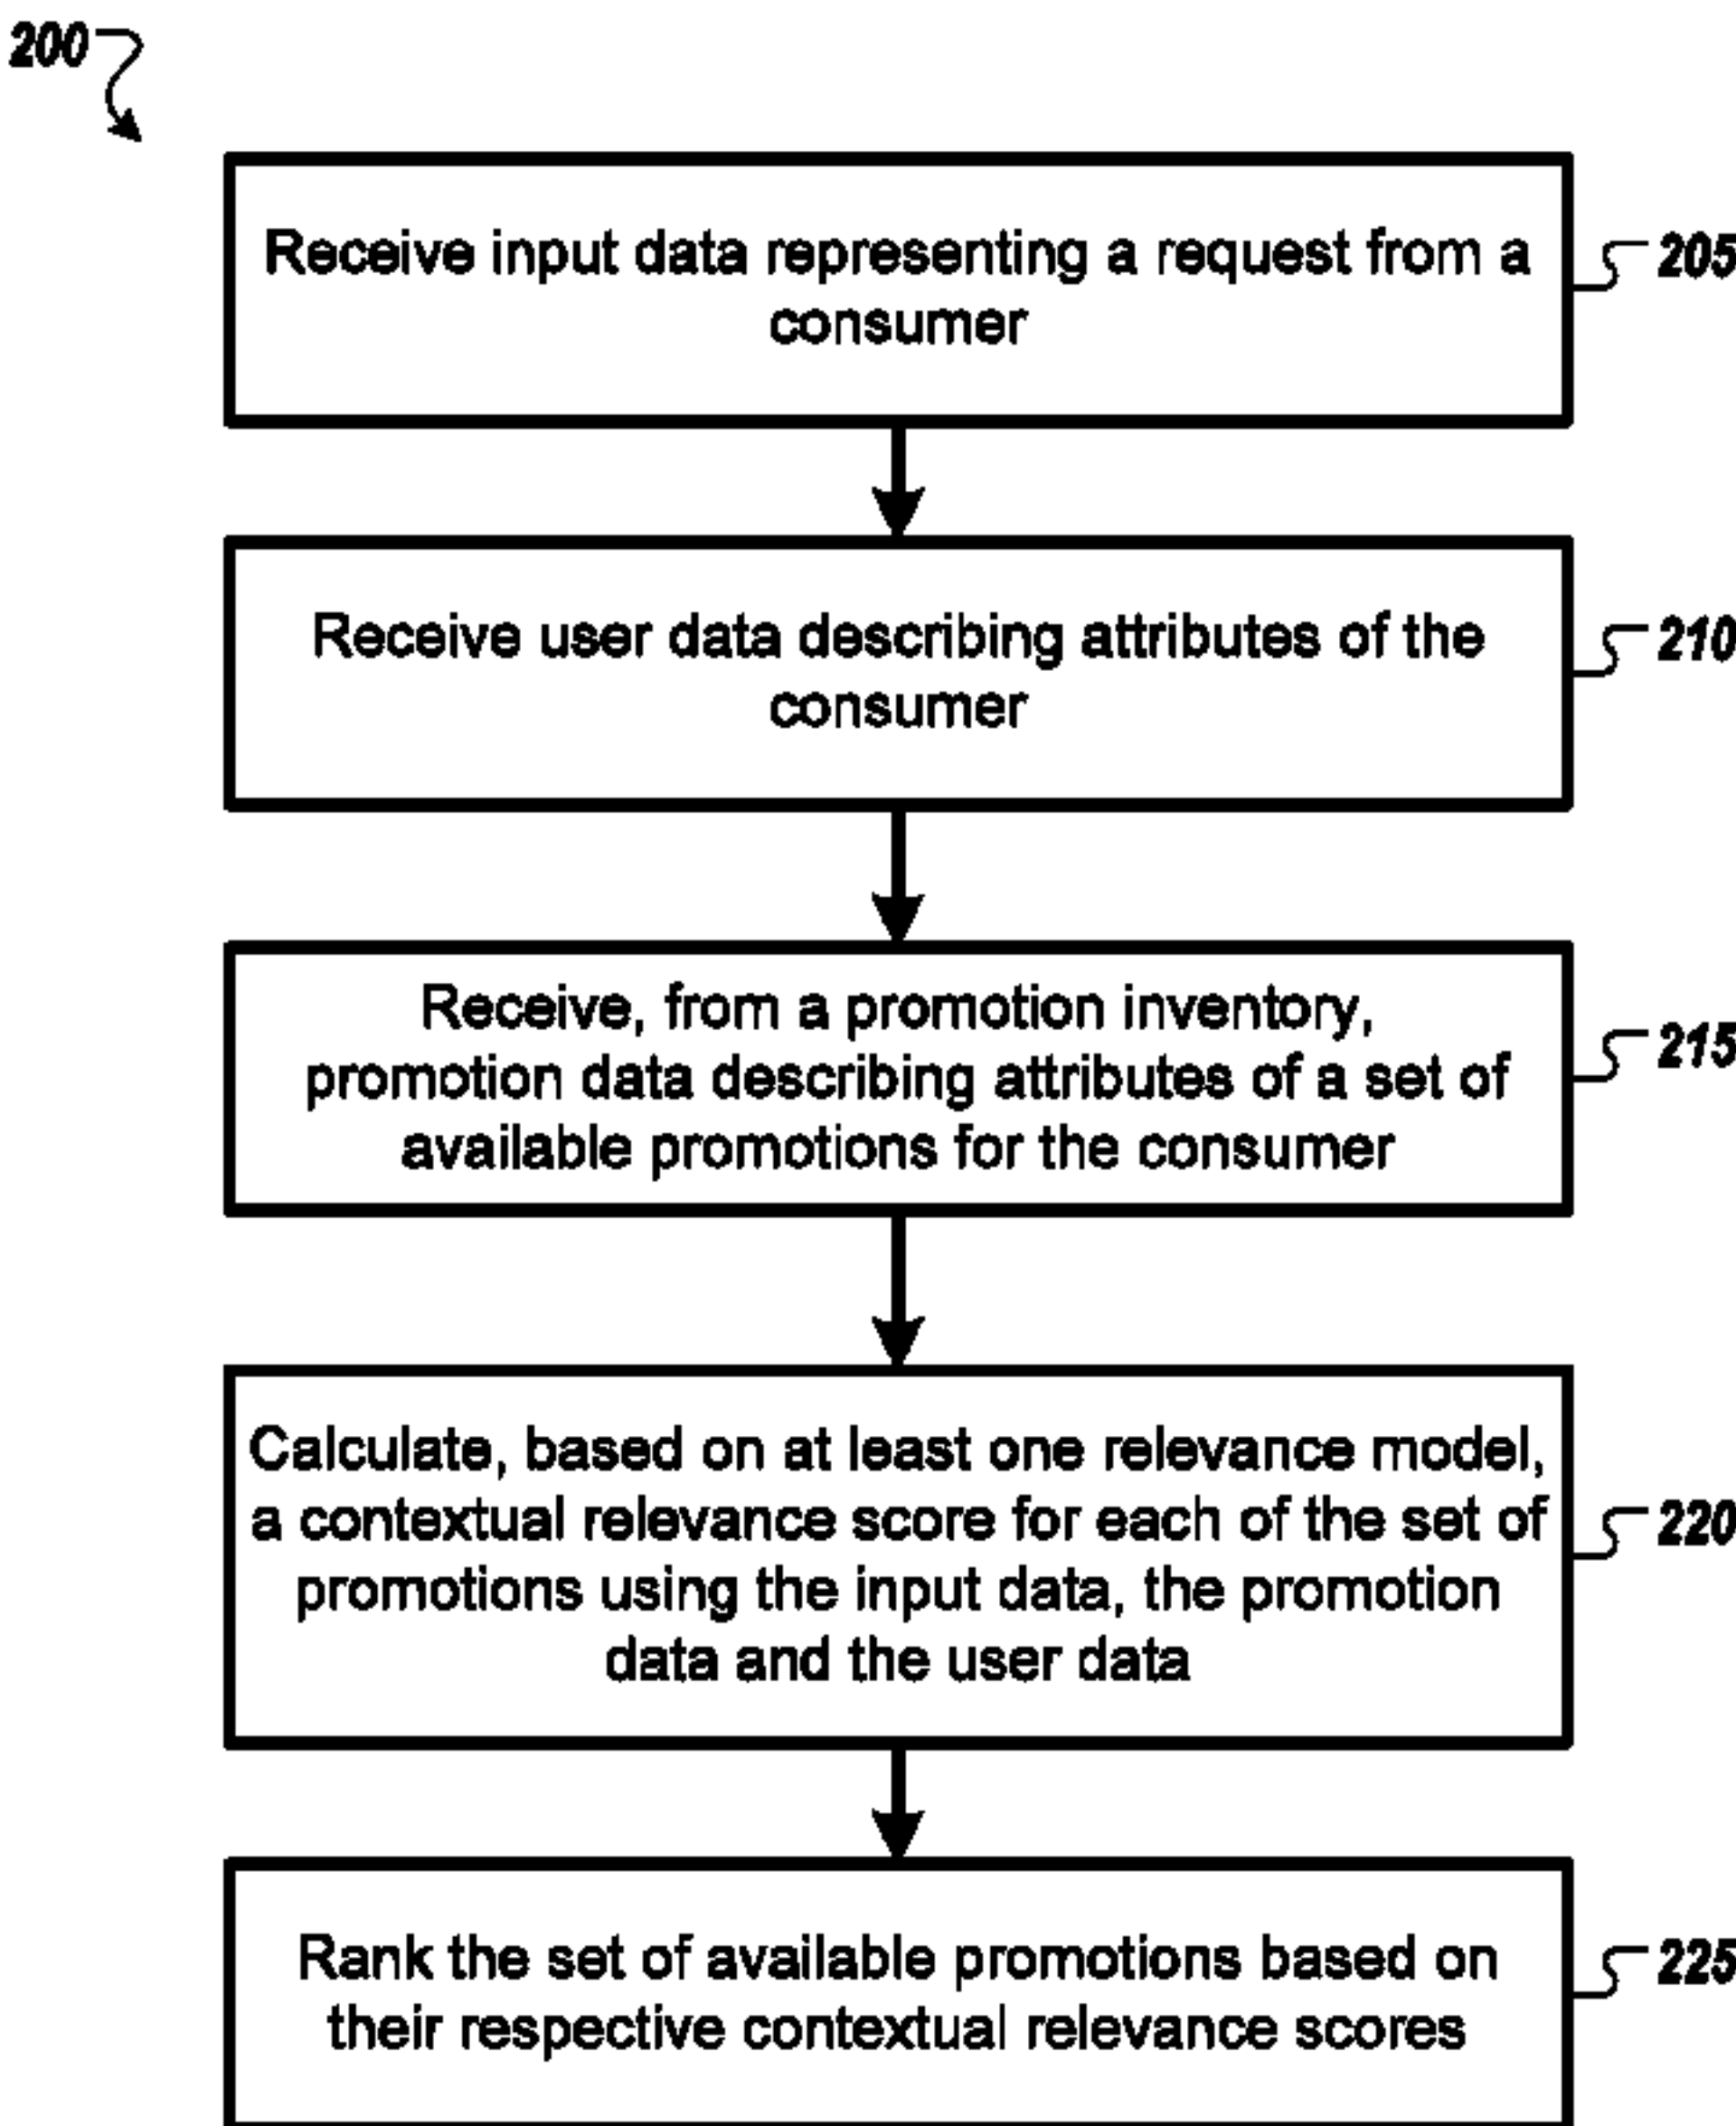 200
Receive input data representing a request from a
consumer
205
Receive user data describing attributes of the
consumer
210
Receive, from a promotion inventory,
promotion data describing attributes of a set of
available promotions for the consumer
215
Calculate, based on at least one relevance model,
a contextual relevance score for each of the set of
promotions using the input data, the promotion
data and the user data
220
Rank the set of available promotions based on
their respective contextual relevance scores
225